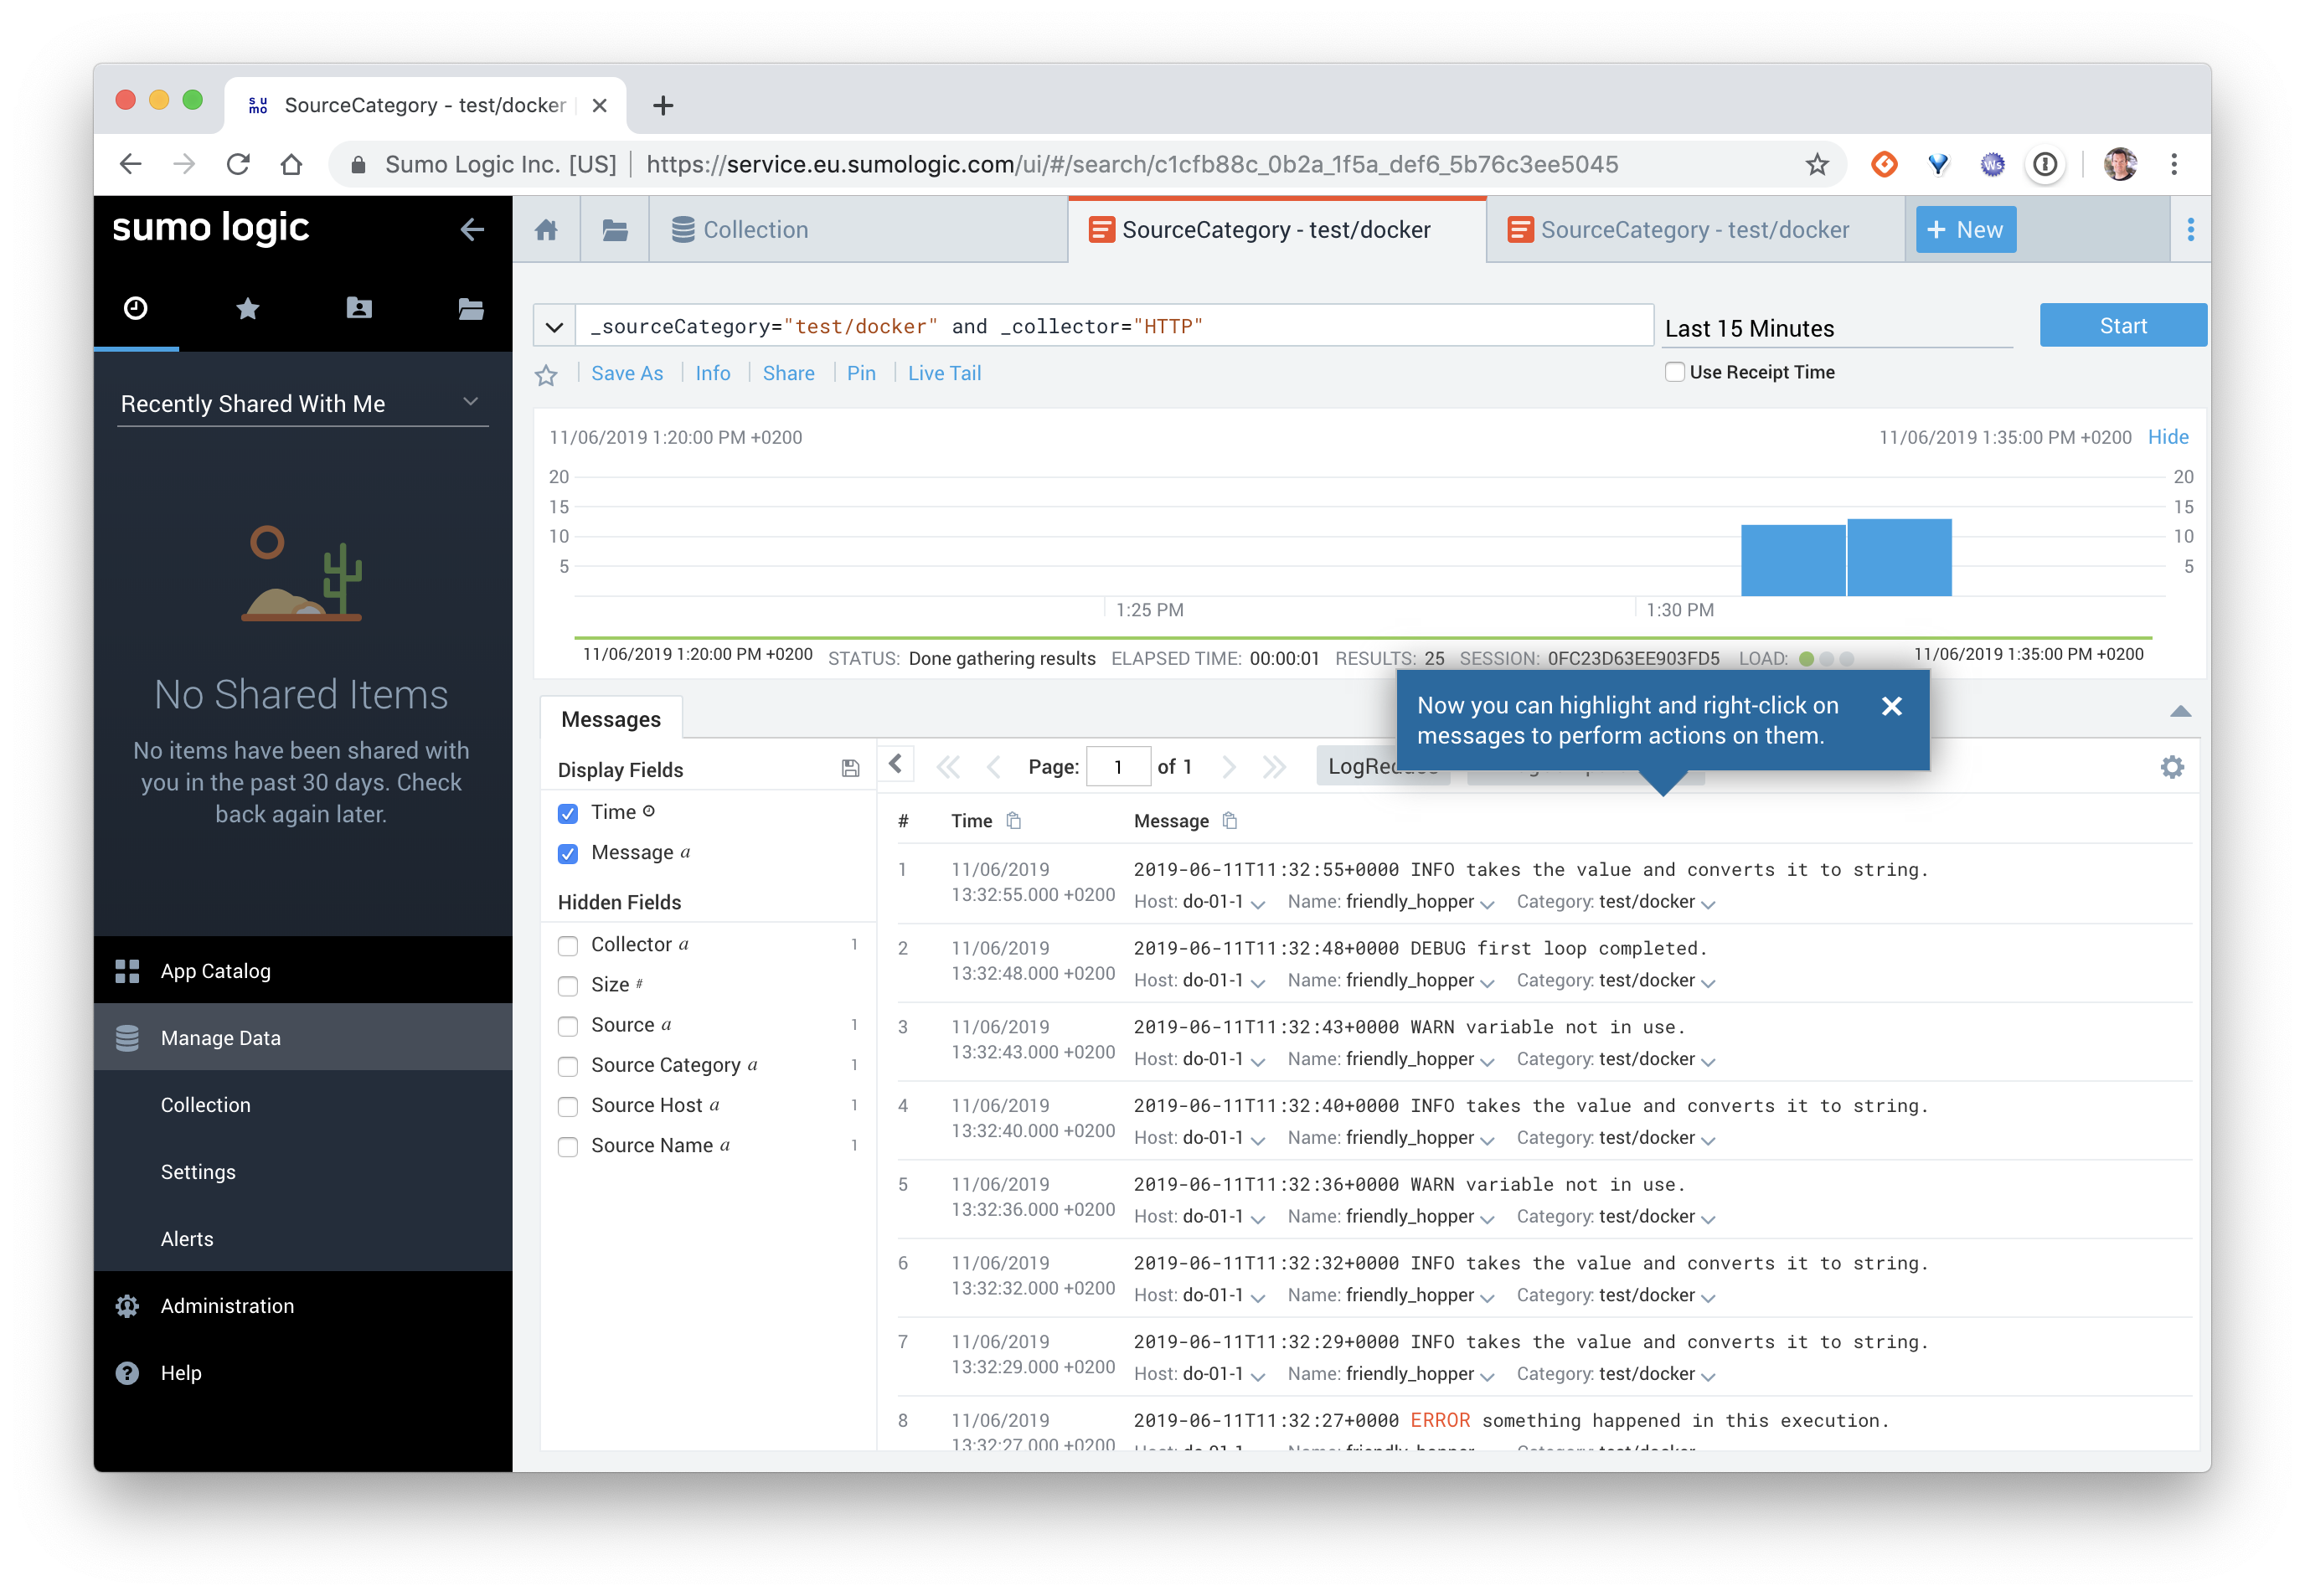 su
mo
SourceCategory - test/docker
Sumo Logic Inc. [US] https://service.eu.sumologic.com/ui/#/search/c1cfb88c_0b2a_1f5a_def6_5b76c3ee5045
sumo logic
Collection
SourceCategory - test/docker
SourceCategory - test/docker
+ New
_sourceCategory="test/docker" and _collector="HTTP"
Last 15 Minutes
Start
Save As
Info
Share
Pin
Live Tail
Use Receipt Time
Recently Shared With Me
No Shared Items
No items have been shared with
you in the past 30 days. Check
back again later.
App Catalog
Manage Data
Collection
Settings
Alerts
Administration
Help
11/06/2019 1:20:00 PM +0200
11/06/2019 1:35:00 PM +0200 Hide
20 20
15 15
10 10
5 5
1:25 PM 1:30 PM
11/06/2019 1:20:00 PM +0200 STATUS: Done gathering results ELAPSED TIME: 00:00:01 RESULTS: 25 SESSION: 0FC23D63EE903FD5 LOAD: 11/06/2019 1:35:00 PM +0200
Now you can highlight and right-click on
messages to perform actions on them.
Messages
Display Fields
Time
Message a
Hidden Fields
Collector a 1
Size #
Source a 1
Source Category a 1
Source Host a 1
Source Name a 1
Page: 1 of 1
# Time Message
1 11/06/2019 2019-06-11T11:32:55+0000 INFO takes the value and converts it to string.
13:32:55.000 +0200 Host: do-01-1 Name: friendly_hopper Category: test/docker
2 11/06/2019 2019-06-11T11:32:48+0000 DEBUG first loop completed.
13:32:48.000 +0200 Host: do-01-1 Name: friendly_hopper Category: test/docker
3 11/06/2019 2019-06-11T11:32:43+0000 WARN variable not in use.
13:32:43.000 +0200 Host: do-01-1 Name: friendly_hopper Category: test/docker
4 11/06/2019 2019-06-11T11:32:40+0000 INFO takes the value and converts it to string.
13:32:40.000 +0200 Host: do-01-1 Name: friendly_hopper Category: test/docker
5 11/06/2019 2019-06-11T11:32:36+0000 WARN variable not in use.
13:32:36.000 +0200 Host: do-01-1 Name: friendly_hopper Category: test/docker
6 11/06/2019 2019-06-11T11:32:32+0000 INFO takes the value and converts it to string.
13:32:32.000 +0200 Host: do-01-1 Name: friendly_hopper Category: test/docker
7 11/06/2019 2019-06-11T11:32:29+0000 INFO takes the value and converts it to string.
13:32:29.000 +0200 Host: do-01-1 Name: friendly_hopper Category: test/docker
8 11/06/2019 2019-06-11T11:32:27+0000 ERROR something happened in this execution.
13:32:27.000 +0200